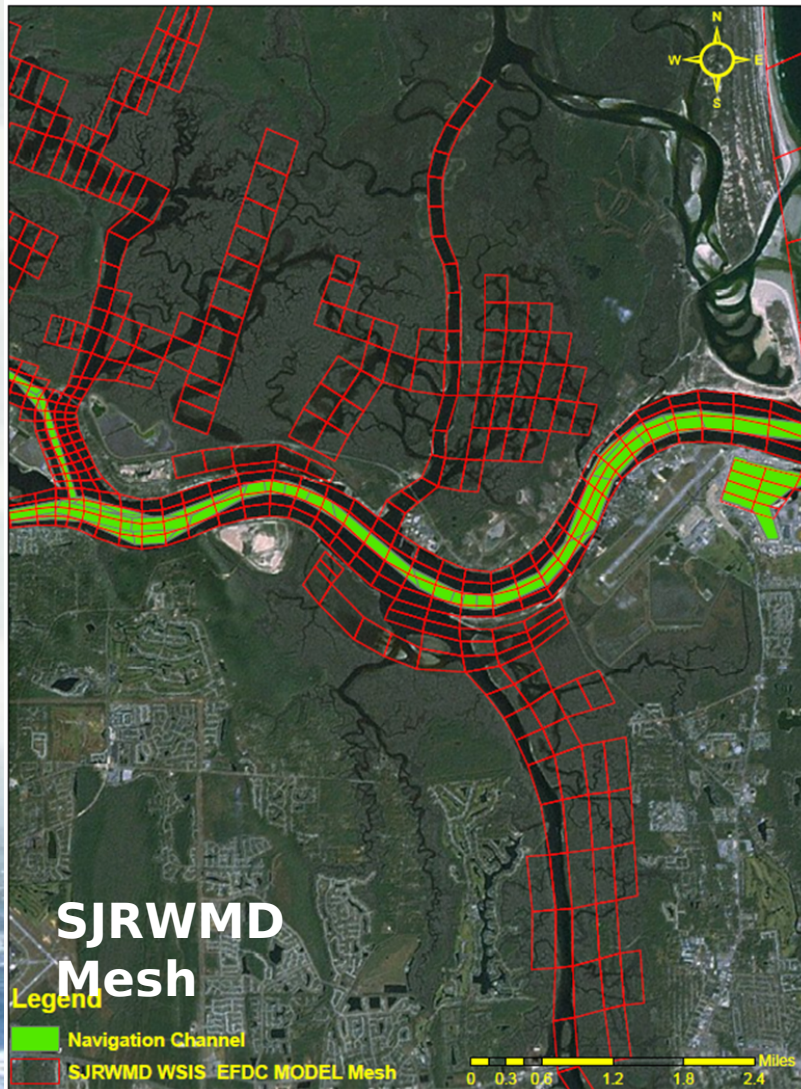 N
W E
S
SJRWMD
Mesh
Legend
Navigation Channel
SJRWMD WSIS EFDC MODEL Mesh
Miles
0 0.3 0.6 1.2 1.8 2.4